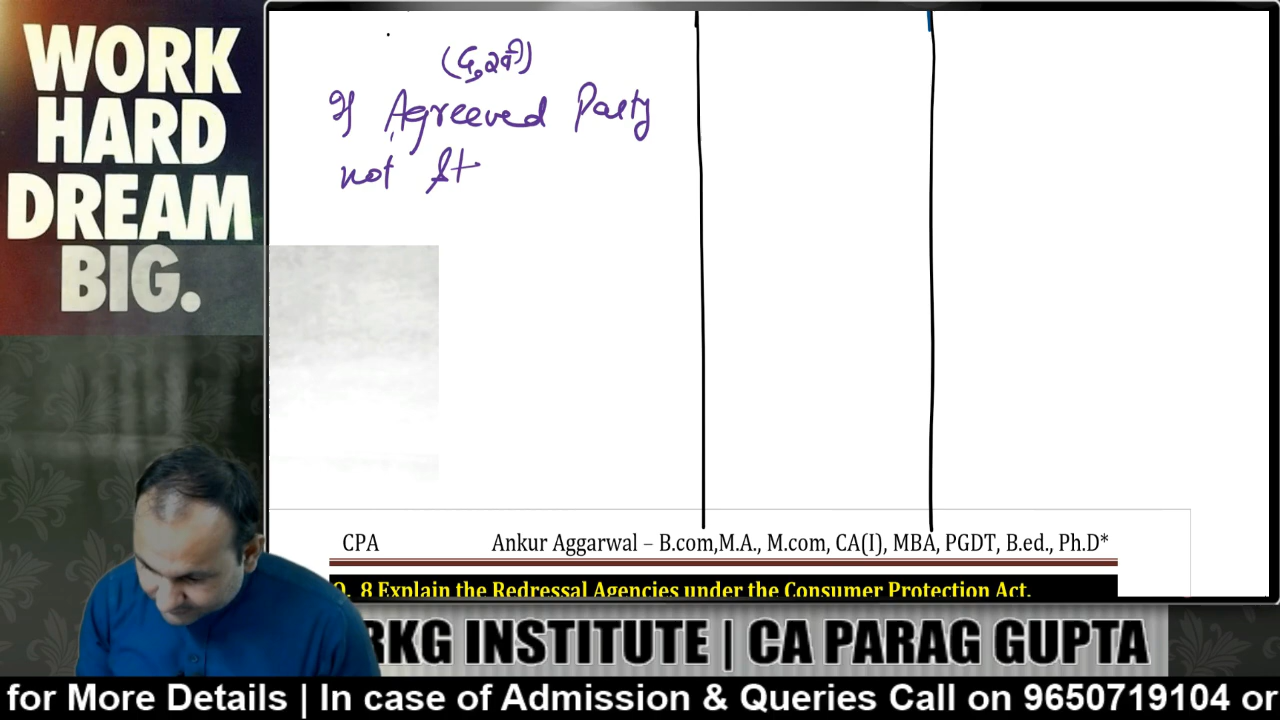 WORK
HARD
DREAM
BIG.
(दुःखी)
If Agreeved Party
not St
CPA
Ankur Aggarwal – B.com,M.A., M.com, CA(I), MBA, PGDT, B.ed., Ph.D*
Q. 8 Explain the Redressal Agencies under the Consumer Protection Act.
RKG INSTITUTE | CA PARAG GUPTA
for More Details | In case of Admission & Queries Call on 9650719104 or